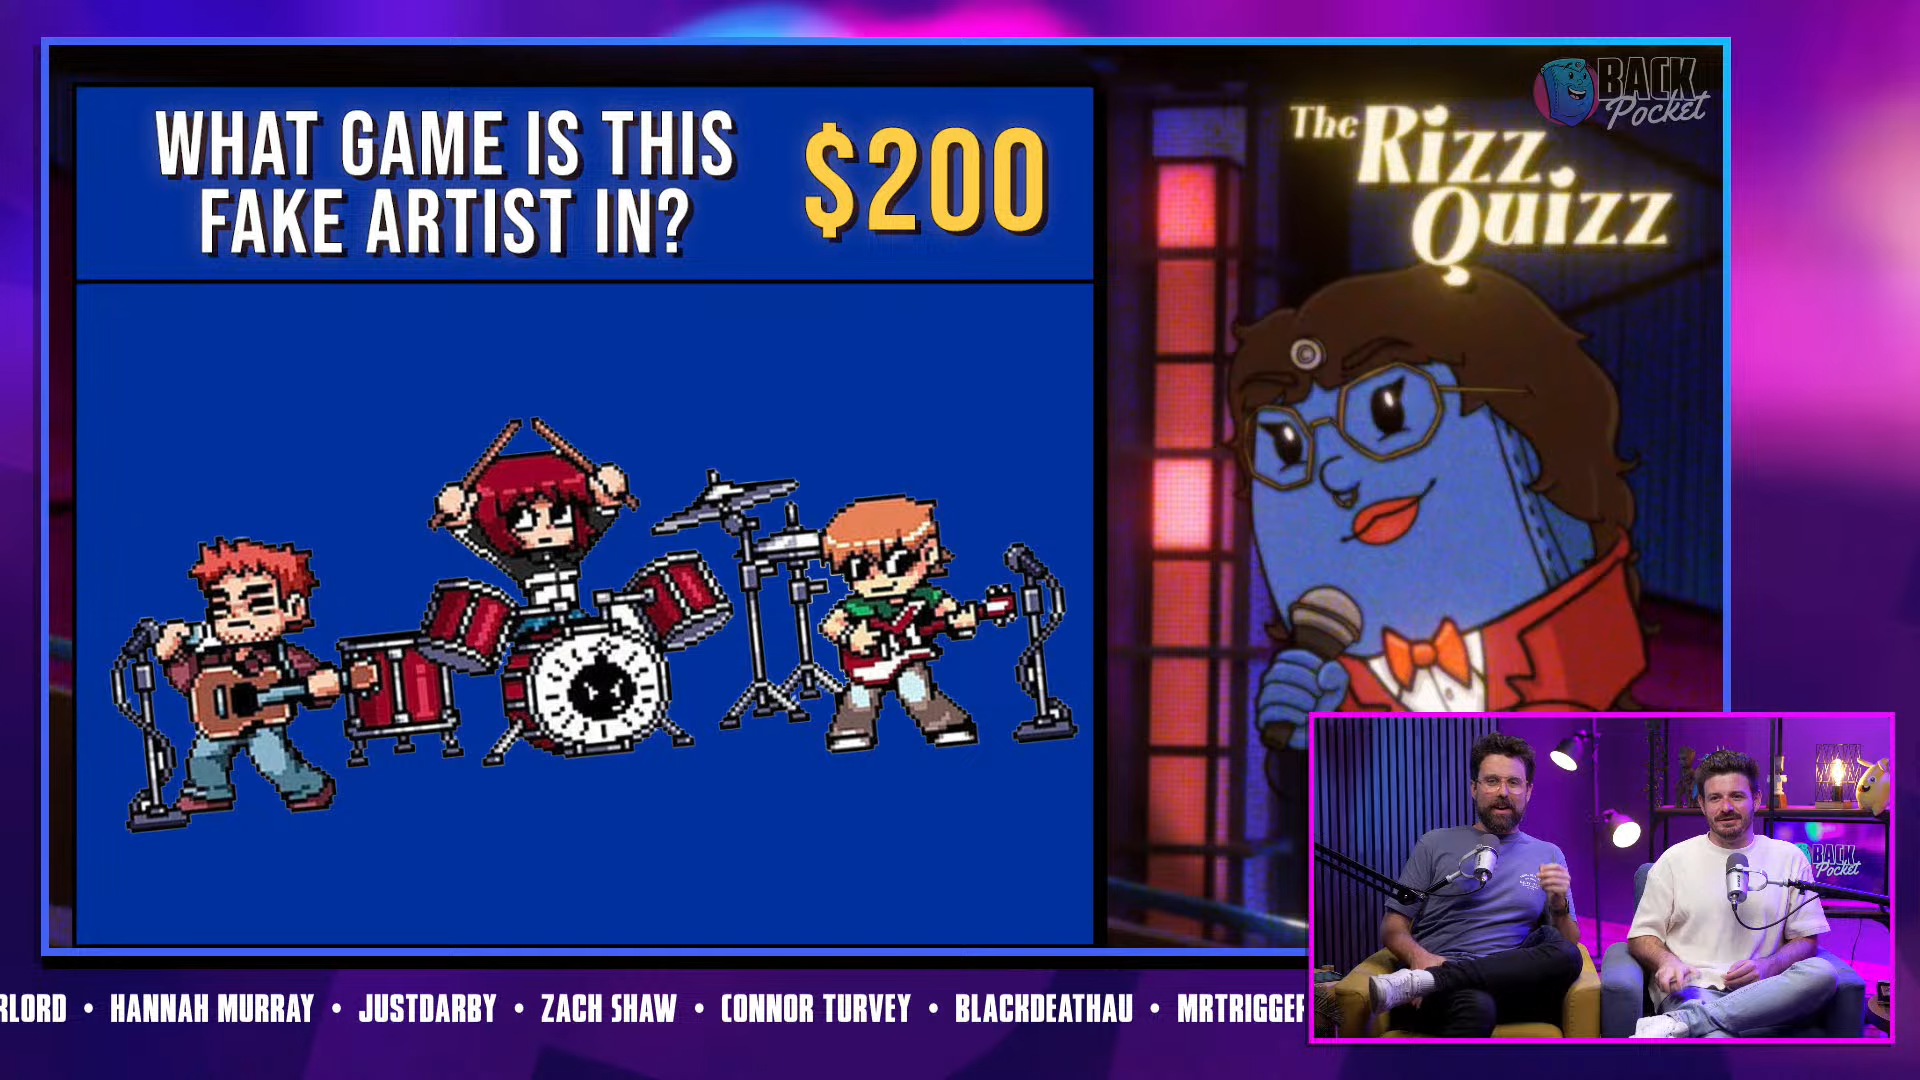 WHAT GAME IS THIS
FAKE ARTIST IN?
$200
The Rizz
Quizz
BACK
Pocket
BACK
Pocket
RLORD • HANNAH MURRAY • JUSTDARBY • ZACH SHAW • CONNOR TURVEY • BLACKDEATHAU • MRTRIGGER